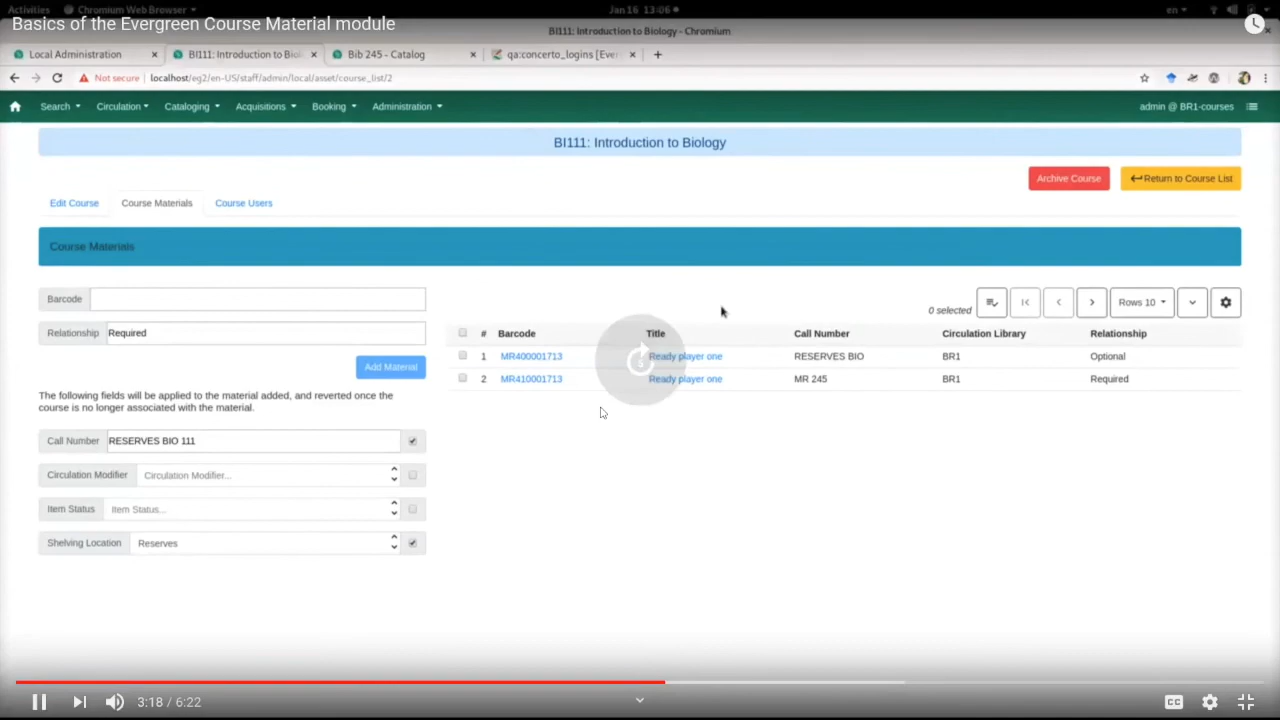 Activities Chromium Web Browser Jan 16 13:06 en
Basics of the Evergreen Course Material module
BI111: Introduction to Biology - Chromium
Local Administration BI111: Introduction to Biol Bib 245 - Catalog qa:concerto_logins [Ever
Not secure localhost/eg2/en-US/staff/admin/local/asset/course_list/2
Search Circulation Cataloging Acquisitions Booking Administration admin @ BR1-courses
BI111: Introduction to Biology
Archive Course Return to Course List
Edit Course Course Materials Course Users
Course Materials
Barcode
0 selected Rows 10
Relationship Required
# Barcode Title Call Number Circulation Library Relationship
1 MR400001713 Ready player one RESERVES BIO BR1 Optional
2 MR410001713 Ready player one MR 245 BR1 Required
Add Material
The following fields will be applied to the material added, and reverted once the
course is no longer associated with the material.
Call Number RESERVES BIO 111
Circulation Modifier Circulation Modifier...
Item Status Item Status...
Shelving Location Reserves
3:18 / 6:22
CC